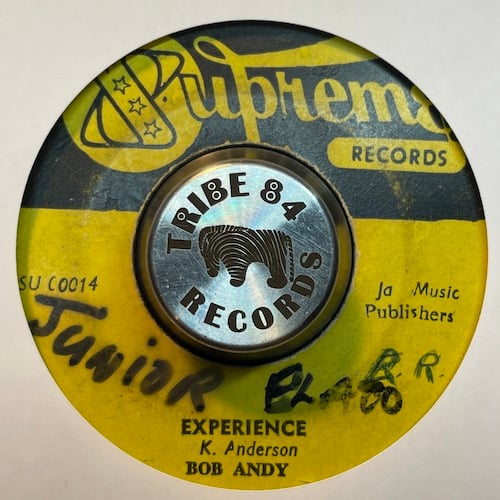 Supreme
RECORDS
TRIBE 84
RECORDS
SU C0014
Ja Music
Publishers
JUNIOR
R R.
EXPERIENCE
K. Anderson
BOB ANDY